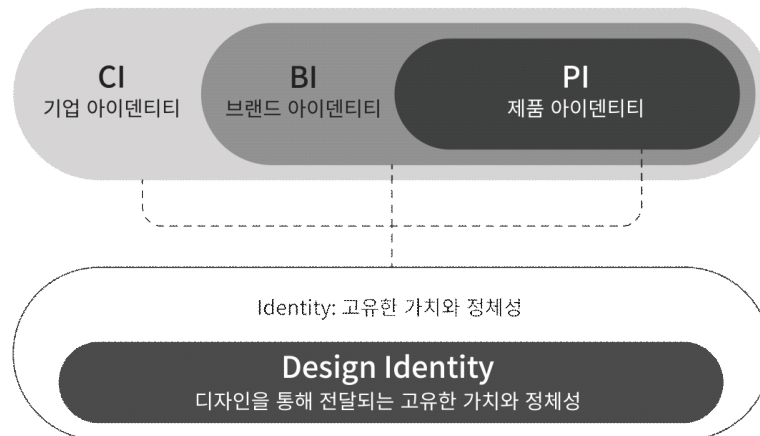 CI
기업 아이덴티티
BI
브랜드 아이덴티티
PI
제품 아이덴티티
Identity: 고유한 가치와 정체성
Design Identity
디자인을 통해 전달되는 고유한 가치와 정체성